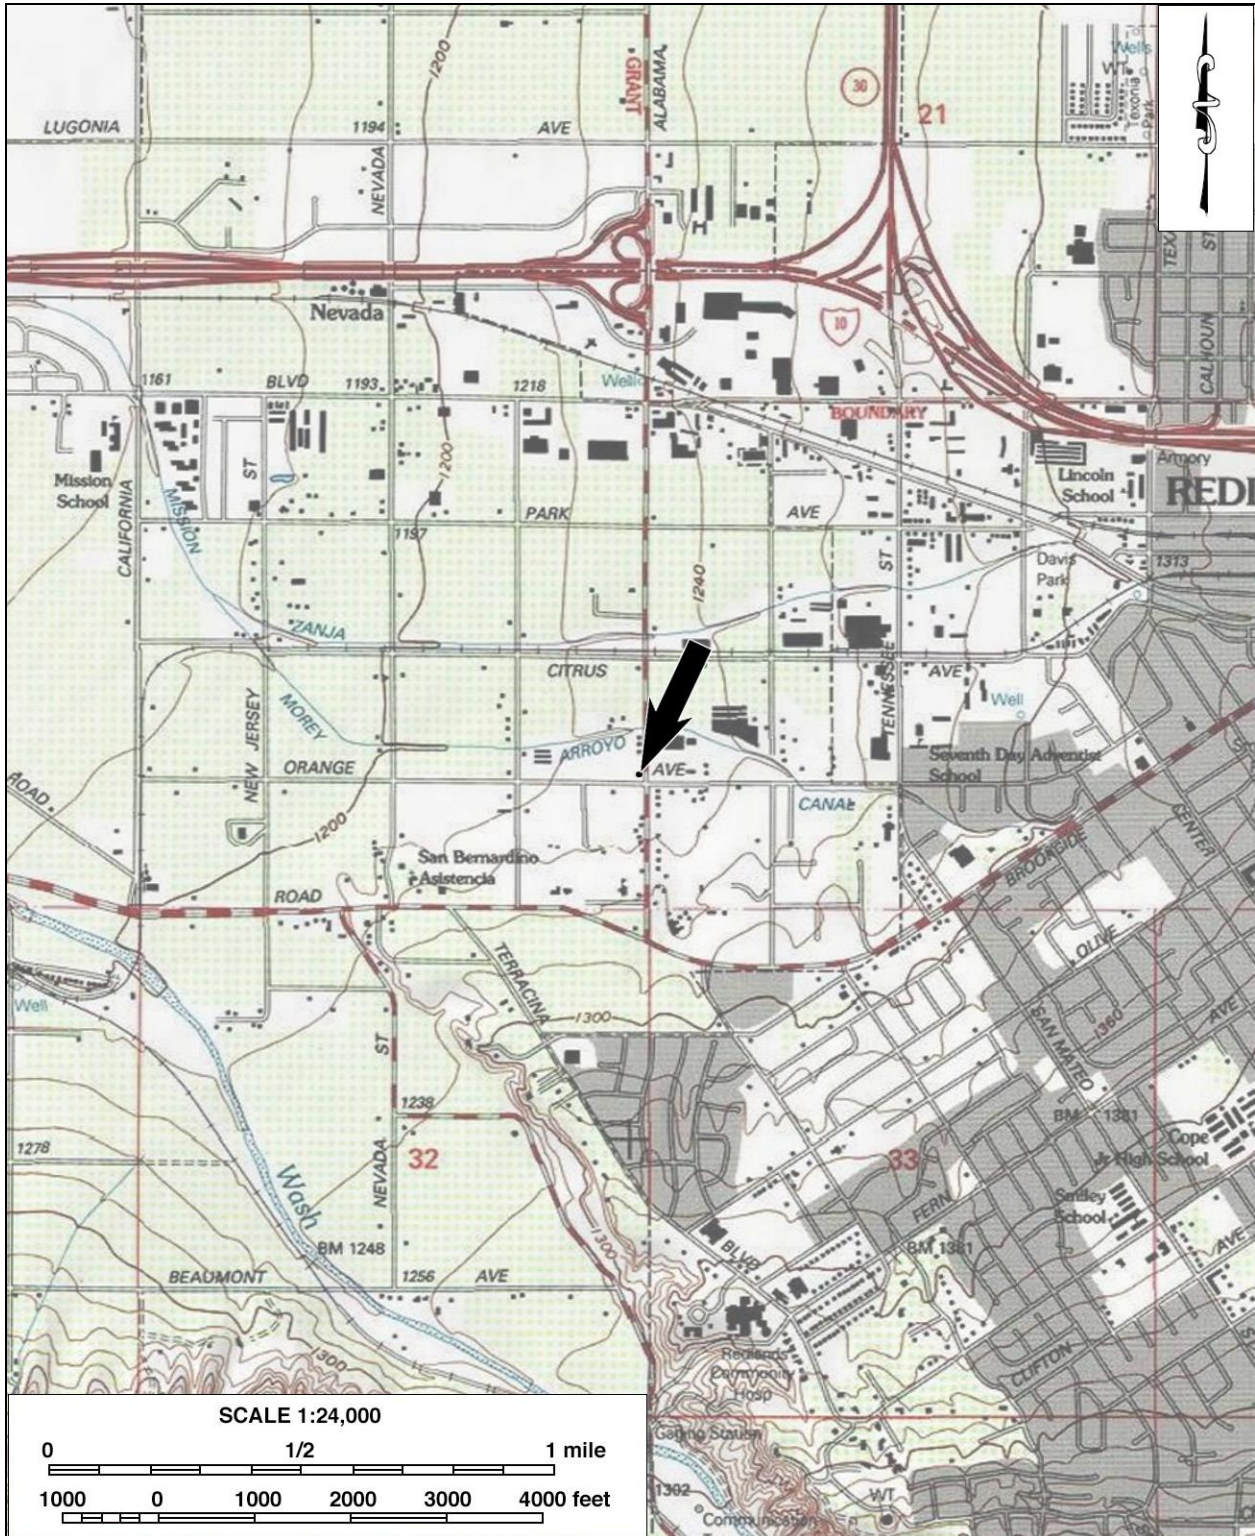 1200
GRANT
ALABAMA
30
21
Wells
WT
Texonia
Park
LUGONIA
1194
AVE
NEVADA
ST
Nevada
10
CALHOUN
1161
BLVD
1193
1218
Well
BOUNDARY
Mission
School
ST
1200
Lincoln
School
Armory
CALIFORNIA
MISSION
PARK
AVE
1197
ST
Davis
Park
1313
1240
ZANJA
CITRUS
AVE
TENNESSEE
Well
NEW JERSEY
MOREY
ARROYO
ORANGE
AVE
Seventh Day Adventist
School
ROAD
CANAL
1200
CENTER
San Bernardino
Asistencia
BROOKSIDE
ROAD
OLIVE
TERRACINA
Well
1300
AVE
SAN MATEO
1360
ST
1238
BM 1381
1278
NEVADA
32
33
Cope
Jr High School
Wash
FERN
Smiley
School
BM 1248
1300
BLVD
BM 1381
AVE
BEAUMONT
1256
AVE
1300
Redlands
Community
Hosp
CLIFTON
Gaging Station
1302
WT
Communication
SCALE 1:24,000
0 1/2 1 mile
1000 0 1000 2000 3000 4000 feet